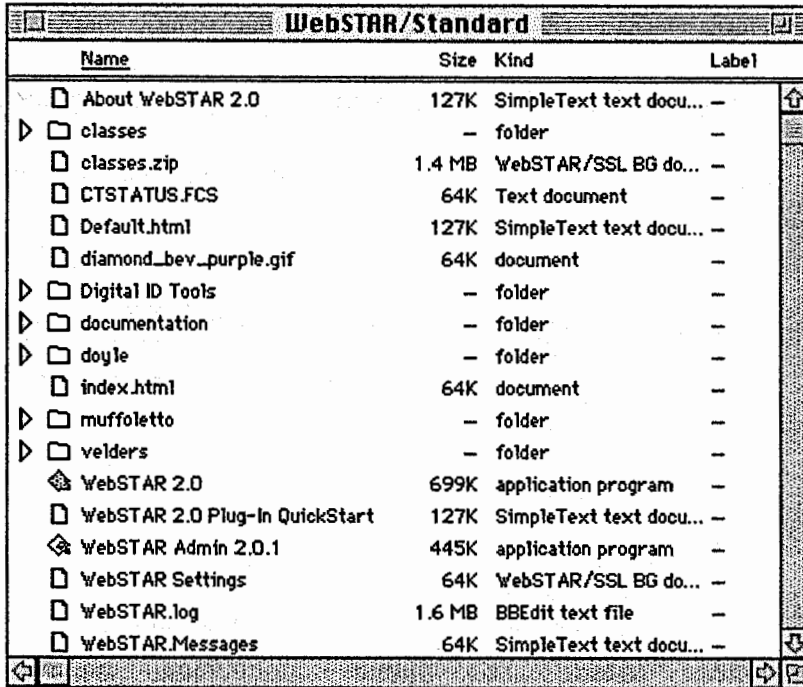 WebSTAR/Standard
Name Size Kind Label
About WebSTAR 2.0 127K SimpleText text docu... –
classes – folder –
classes.zip 1.4 MB WebSTAR/SSL BG do... –
CTSTATUS.FCS 64K Text document –
Default.html 127K SimpleText text docu... –
diamond_bev_purple.gif 64K document –
Digital ID Tools – folder –
documentation – folder –
doyle – folder –
index.html 64K document –
muffoletto – folder –
velders – folder –
WebSTAR 2.0 699K application program –
WebSTAR 2.0 Plug-In QuickStart 127K SimpleText text docu... –
WebSTAR Admin 2.0.1 445K application program –
WebSTAR Settings 64K WebSTAR/SSL BG do... –
WebSTAR.log 1.6 MB BBEdit text file –
WebSTAR.Messages 64K SimpleText text docu... –